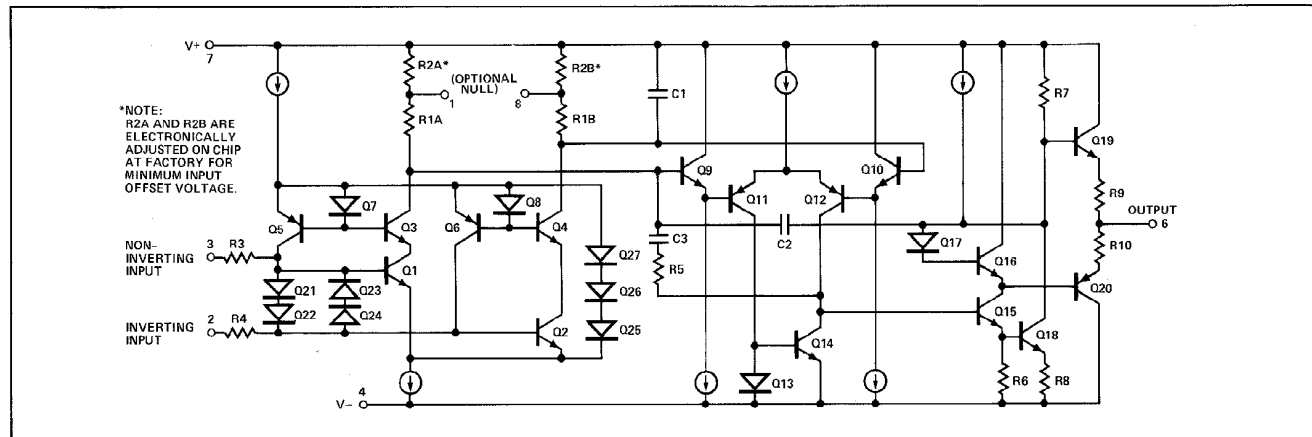 V+
7
R2A*
R2B*
(OPTIONAL
NULL)
1
8
*NOTE:
R2A AND R2B ARE
ELECTRONICALLY
ADJUSTED ON CHIP
AT FACTORY FOR
MINIMUM INPUT
OFFSET VOLTAGE.
R1A
R1B
C1
R7
Q19
Q9
Q10
Q11
Q12
Q7
Q8
Q5
Q3
Q6
Q4
R9
OUTPUT
6
NON-
INVERTING
INPUT
3
R3
Q1
Q27
C3
C2
Q17
Q16
R10
Q21
Q23
Q26
R5
Q20
Q22
Q24
Q25
Q15
INVERTING
INPUT
2
R4
Q2
Q14
Q18
Q13
R6
R8
V−
4